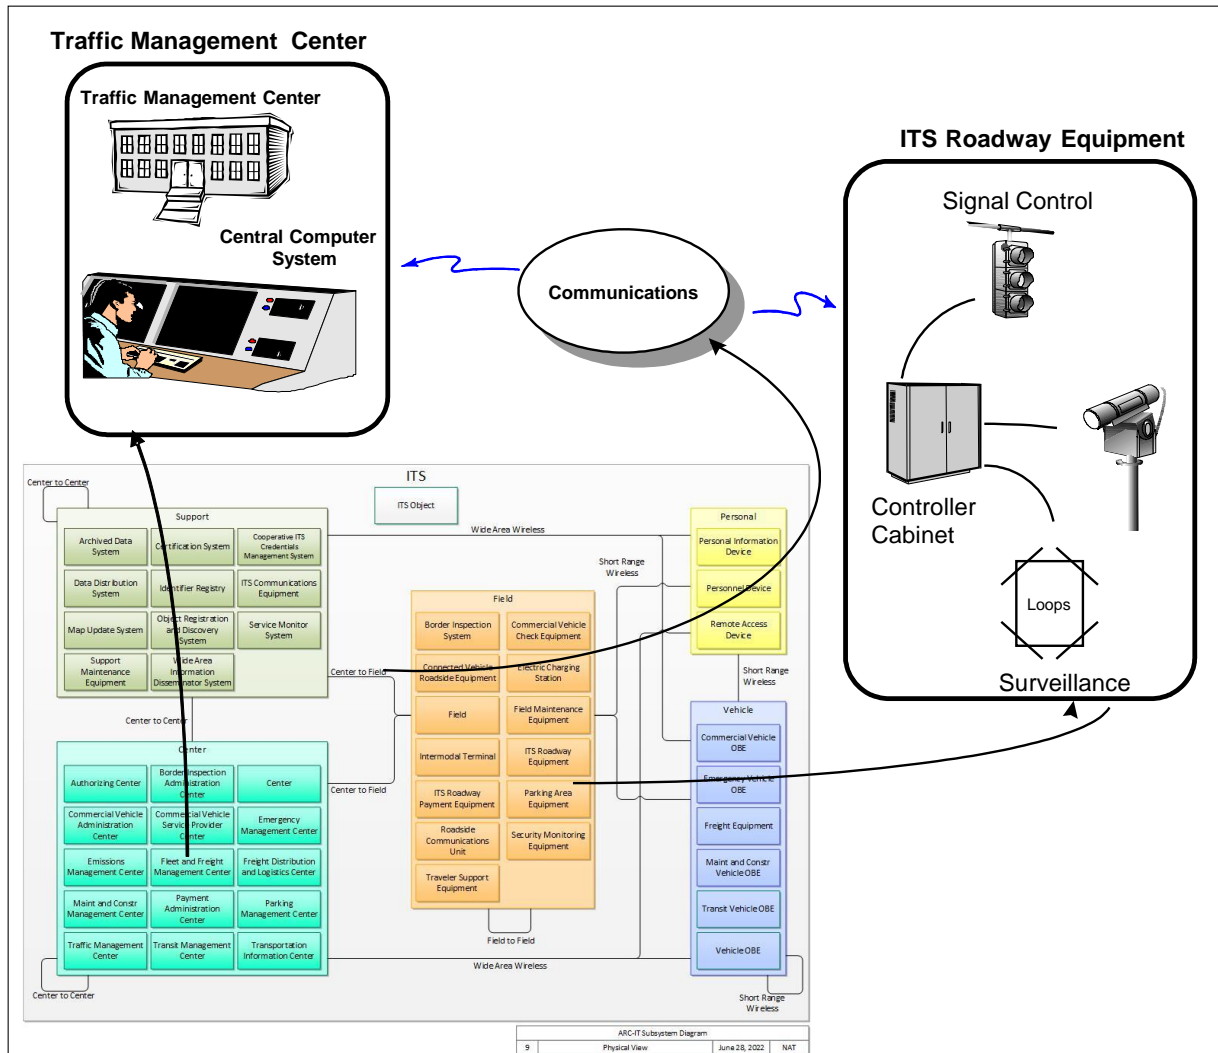 Traffic Management Center
Traffic Management Center
Central Computer
System
Communications
ITS Roadway Equipment
Signal Control
Controller
Cabinet
Loops
Surveillance
ITS
ITS Object
Center to Center
Support
Archived Data
System
Certification System
Cooperative ITS
Credentials
Management System
Data Distribution
System
Identifier Registry
ITS Communications
Equipment
Map Update System
Object Registration
and Discovery
System
Service Monitor
System
Support
Maintenance
Equipment
Wide Area
Information
Disseminator System
Wide Area Wireless
Short Range
Wireless
Personal
Personal Information
Device
Personnel Device
Remote Access
Device
Short Range
Wireless
Center to Field
Center to Center
Center to Field
Field
Border Inspection
System
Commercial Vehicle
Check Equipment
Connected Vehicle
Roadside Equipment
Electric Charging
Station
Field
Field Maintenance
Equipment
Intermodal Terminal
ITS Roadway
Equipment
ITS Roadway
Payment Equipment
Parking Area
Equipment
Roadside
Communications
Unit
Security Monitoring
Equipment
Traveler Support
Equipment
Field to Field
Center
Authorizing Center
Border Inspection
Administration
Center
Center
Commercial Vehicle
Administration
Center
Commercial Vehicle
Service Provider
Center
Emergency
Management Center
Emissions
Management Center
Fleet and Freight
Management Center
Freight Distribution
and Logistics Center
Maint and Constr
Management Center
Payment
Administration
Center
Parking
Management Center
Traffic Management
Center
Transit Management
Center
Transportation
Information Center
Center to Center
Wide Area Wireless
Vehicle
Commercial Vehicle
OBE
Emergency Vehicle
OBE
Freight Equipment
Maint and Constr
Vehicle OBE
Transit Vehicle OBE
Vehicle OBE
Short Range
Wireless
ARC-IT Subsystem Diagram
9 Physical View June 28, 2022 NAT